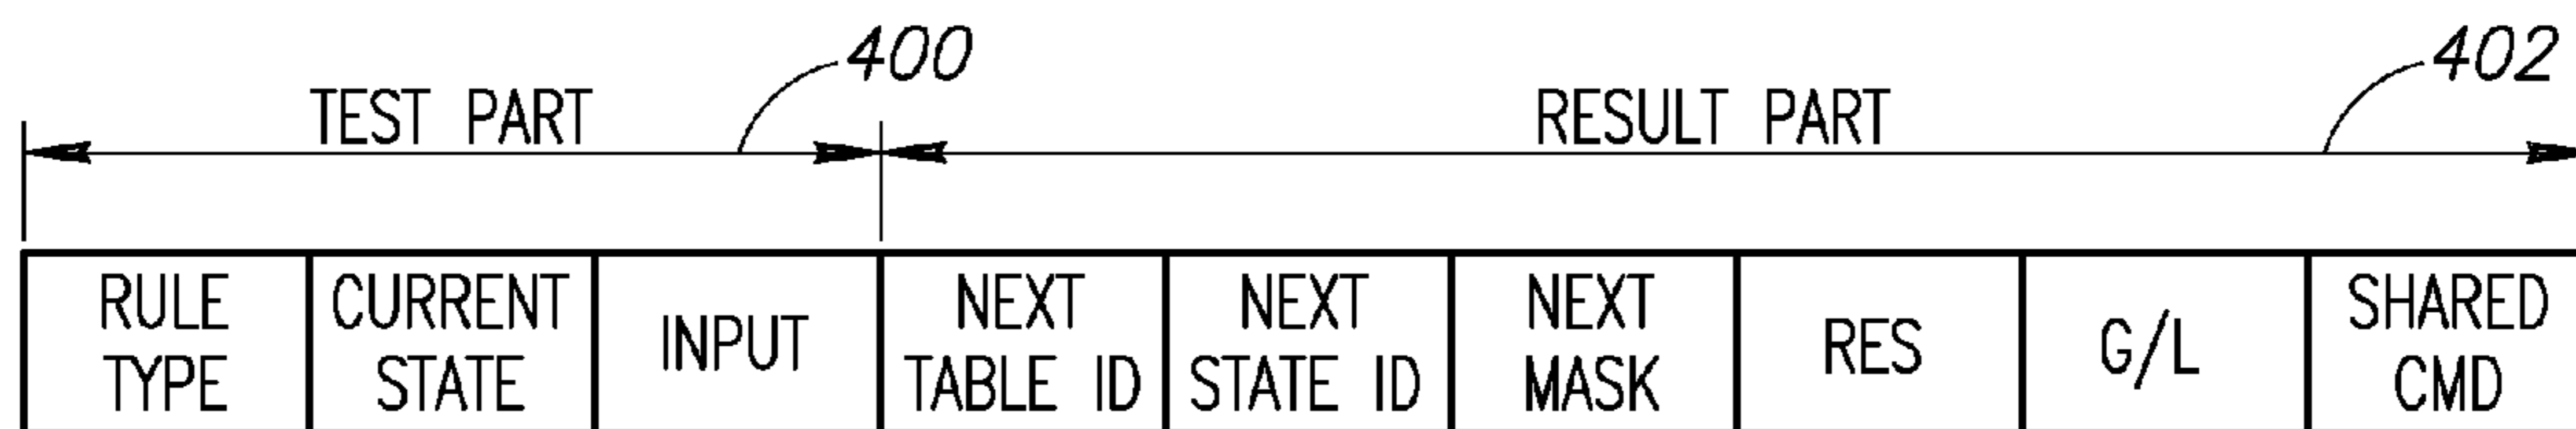 400
402
TEST PART
RESULT PART
RULE
TYPE
CURRENT
STATE
INPUT
NEXT
TABLE ID
NEXT
STATE ID
NEXT
MASK
RES
G/L
SHARED
CMD